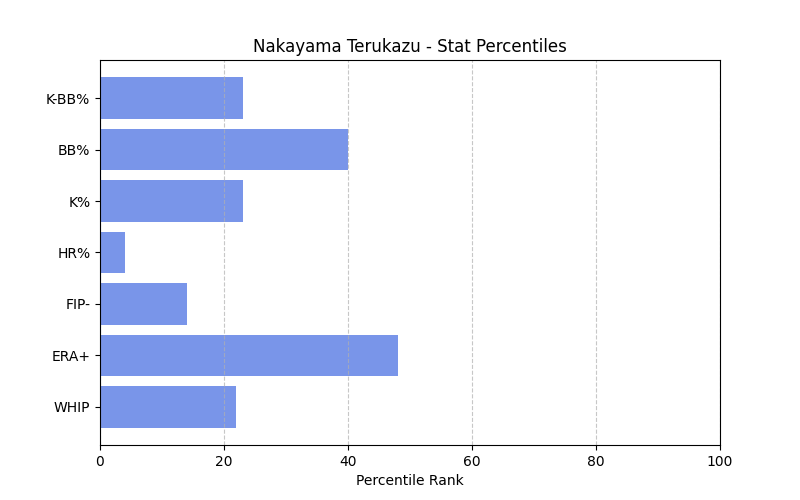 Nakayama Terukazu - Stat Percentiles
K-BB%
BB%
K%
HR%
FIP-
ERA+
WHIP
0 20 40 60 80 100
Percentile Rank